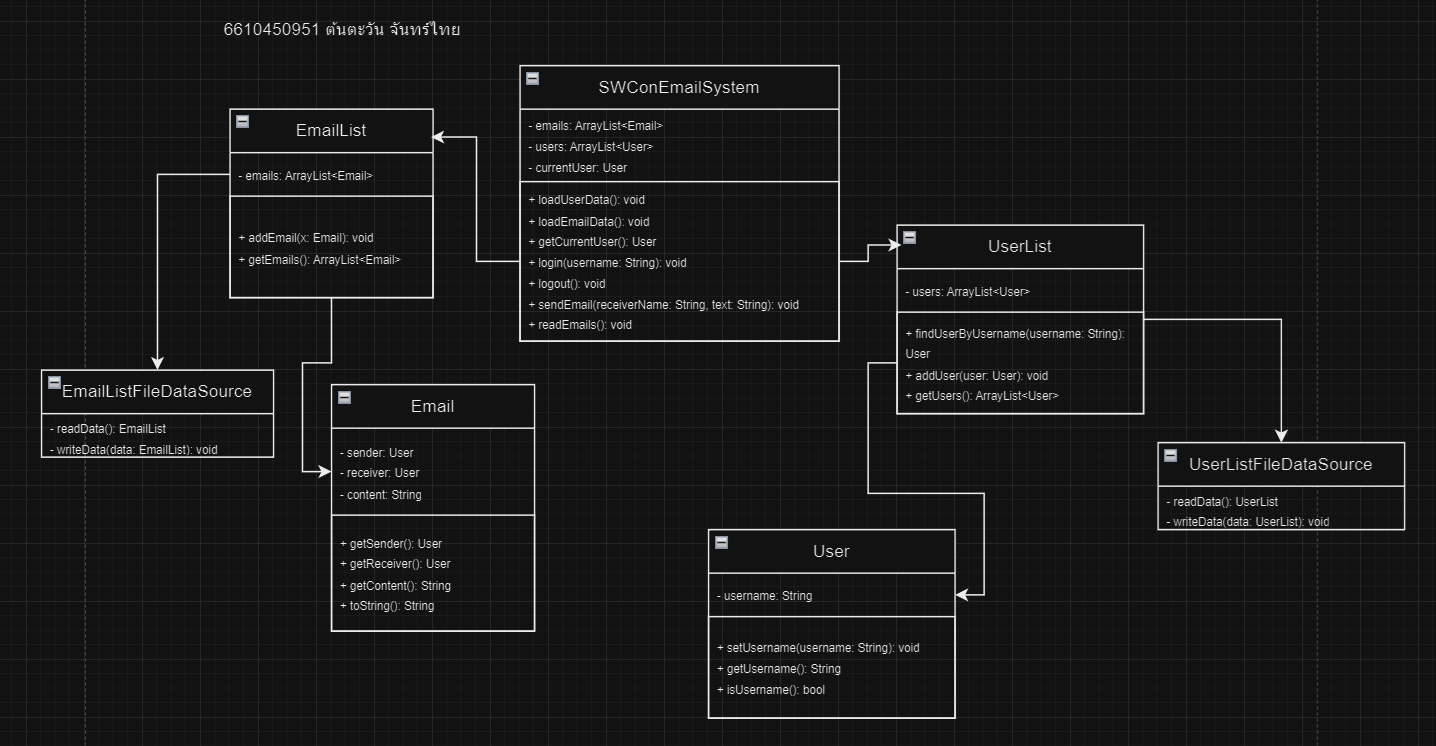 6610450951 ต้นตะวัน จันทร์ไทย
SWConEmailSystem
- emails: ArrayList<Email>
- users: ArrayList<User>
- currentUser: User
+ loadUserData(): void
+ loadEmailData(): void
+ getCurrentUser(): User
+ login(username: String): void
+ logout(): void
+ sendEmail(receiverName: String, text: String): void
+ readEmails(): void
EmailList
- emails: ArrayList<Email>
+ addEmail(x: Email): void
+ getEmails(): ArrayList<Email>
UserList
- users: ArrayList<User>
+ findUserByUsername(username: String):
User
+ addUser(user: User): void
+ getUsers(): ArrayList<User>
EmailListFileDataSource
- readData(): EmailList
- writeData(data: EmailList): void
Email
- sender: User
- receiver: User
- content: String
+ getSender(): User
+ getReceiver(): User
+ getContent(): String
+ toString(): String
UserListFileDataSource
- readData(): UserList
- writeData(data: UserList): void
User
- username: String
+ setUsername(username: String): void
+ getUsername(): String
+ isUsername(): bool